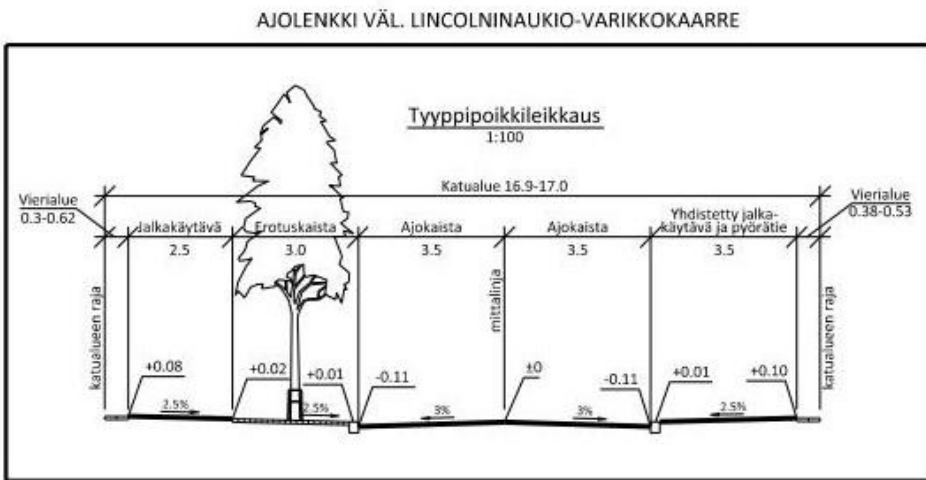 AJOLENKKI VÄL. LINCOLNINAUKIO-VARIKKOKAARRE
Tyyppipoikkileikkaus
1:100
Katualue 16.9-17.0
Vierialue
0.3-0.62
Jalkakäytävä
2.5
Erotuskaista
3.0
Ajokaista
3.5
Ajokaista
3.5
Yhdistetty jalka-
käytävä ja pyörätie
3.5
Vierialue
0.38-0.53
katualueen raja
mittalinja
katualueen raja
+0.08
+0.02
+0.01
-0.11
±0
-0.11
+0.01
+0.10
2.5%
2.5%
3%
3%
2.5%